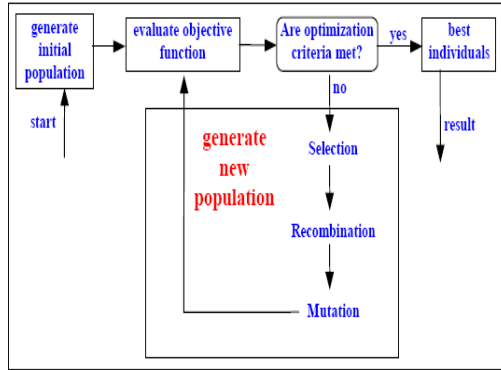 generate
initial
population
evaluate objective
function
Are optimization
criteria met?
yes
best
individuals
start
no
result
generate
new
population
Selection
Recombination
Mutation